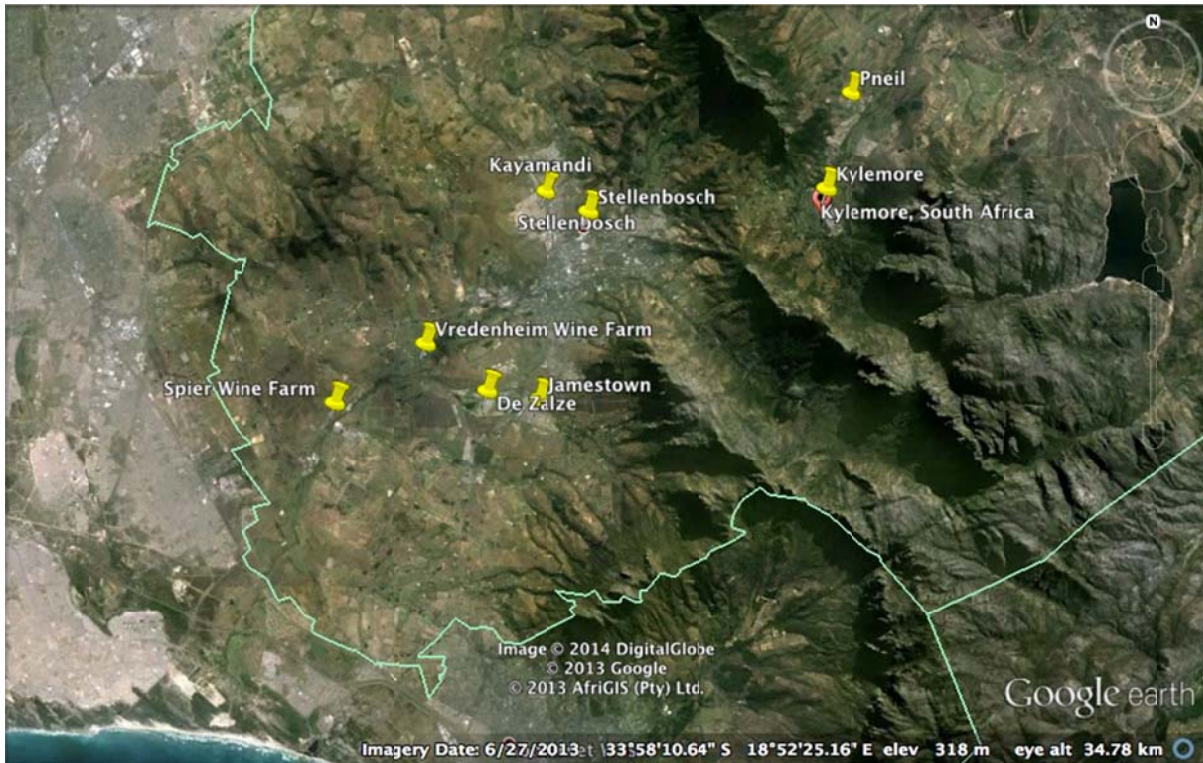 N
Pneil
Kayamandi
Kylemore
Stellenbosch
Kylemore, South Africa
Stellenbosch
Vredenheim Wine Farm
Spier Wine Farm
Jamestown
De Zalze
Image © 2014 DigitalGlobe
© 2013 Google
© 2013 AfriGIS (Pty) Ltd.
Google earth
Imagery Date: 6/27/2013 33°58'10.64" S 18°52'25.16" E elev 318 m eye alt 34.78 km